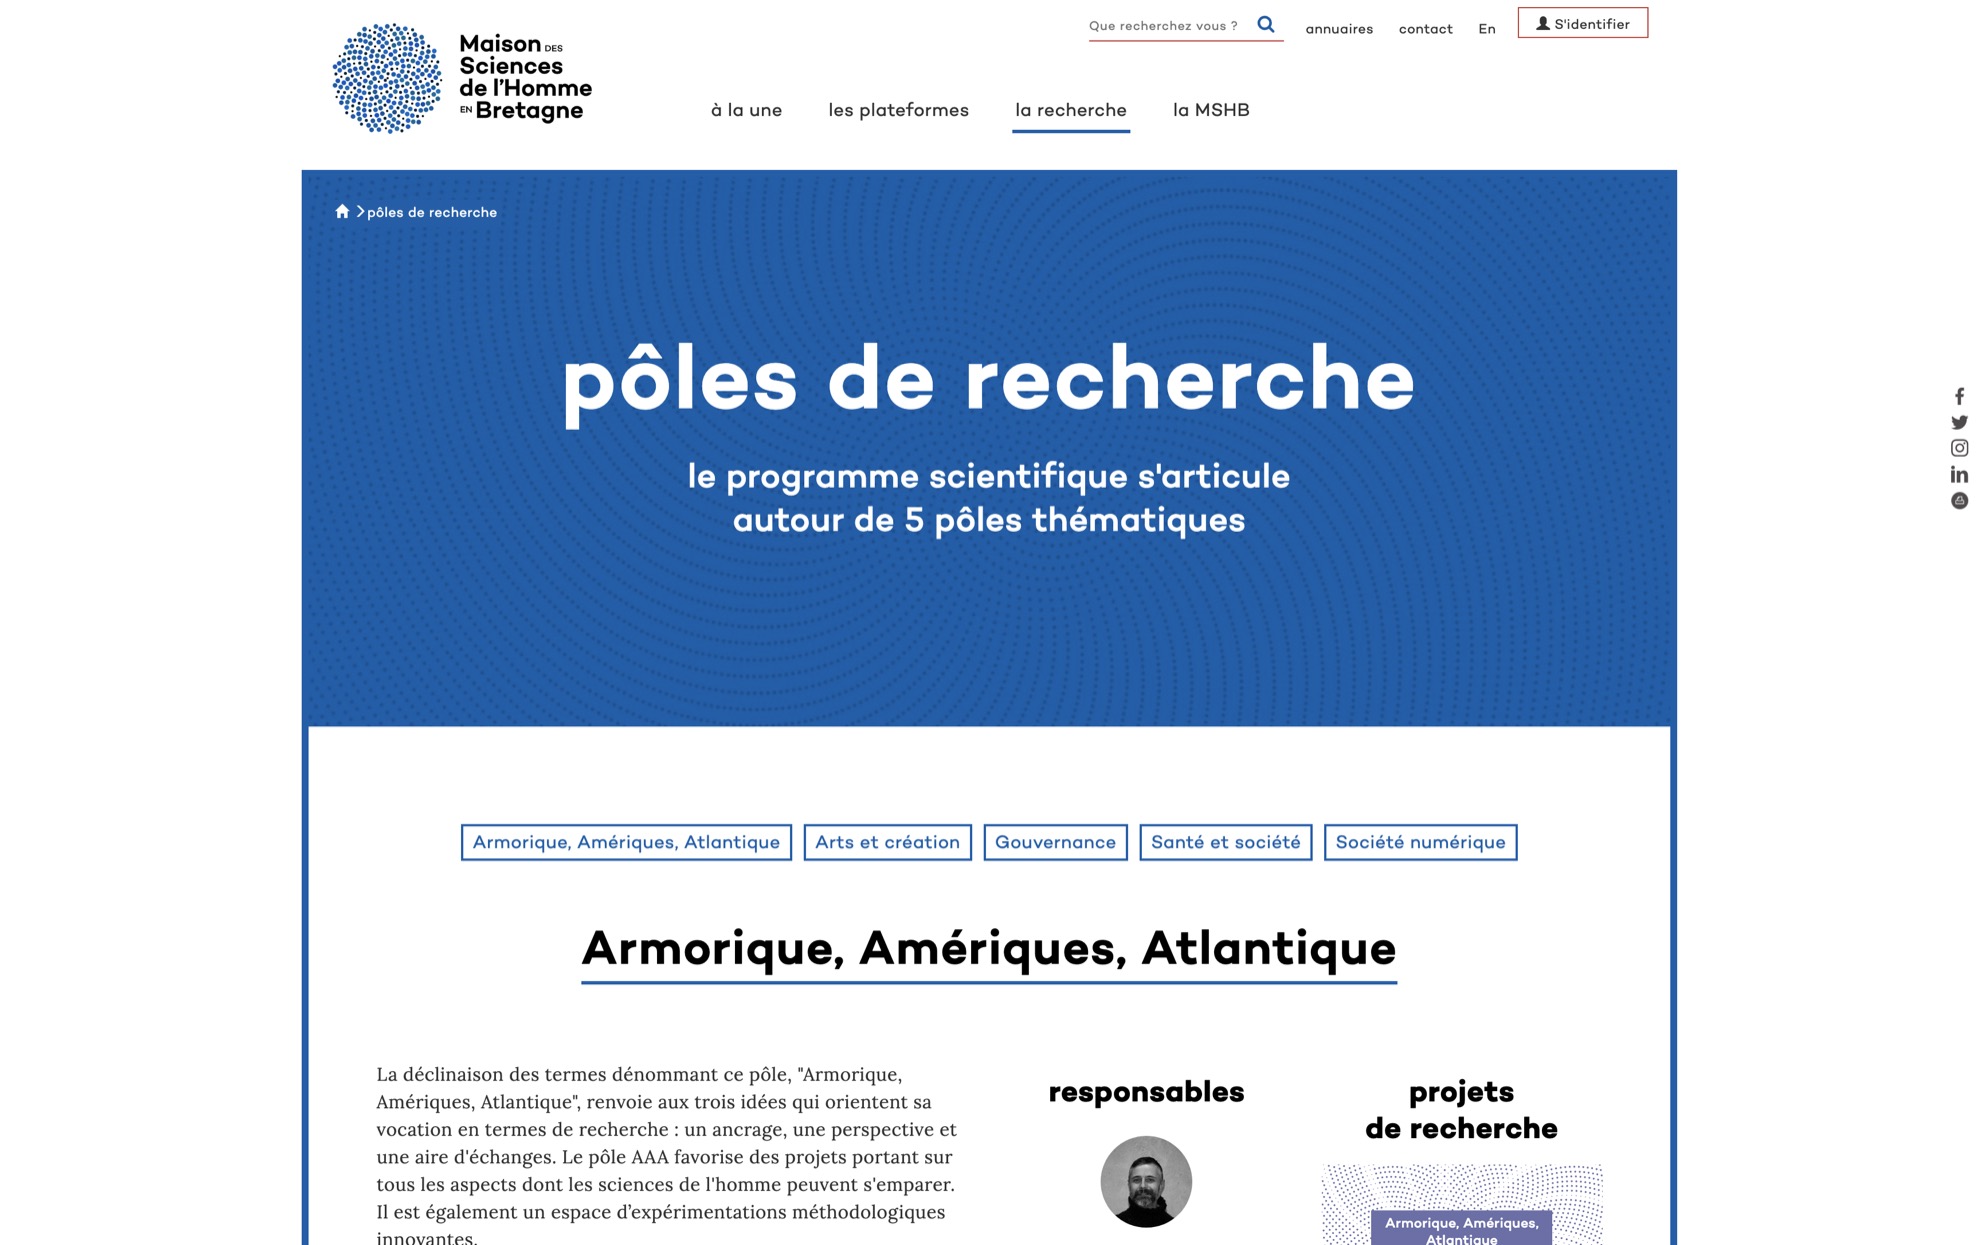 Maison DES
Sciences
de l'Homme
EN Bretagne
Que recherchez vous ?
annuaires
contact
En
S'identifier
à la une
les plateformes
la recherche
la MSHB
pôles de recherche
pôles de recherche
le programme scientifique s'articule
autour de 5 pôles thématiques
Armorique, Amériques, Atlantique
Arts et création
Gouvernance
Santé et société
Société numérique
Armorique, Amériques, Atlantique
La déclinaison des termes dénommant ce pôle, "Armorique,
Amériques, Atlantique", renvoie aux trois idées qui orientent sa
vocation en termes de recherche : un ancrage, une perspective et
une aire d'échanges. Le pôle AAA favorise des projets portant sur
tous les aspects dont les sciences de l'homme peuvent s'emparer.
Il est également un espace d’expérimentations méthodologiques
innovantes.
responsables
projets
de recherche
Armorique, Amériques,
Atlantique